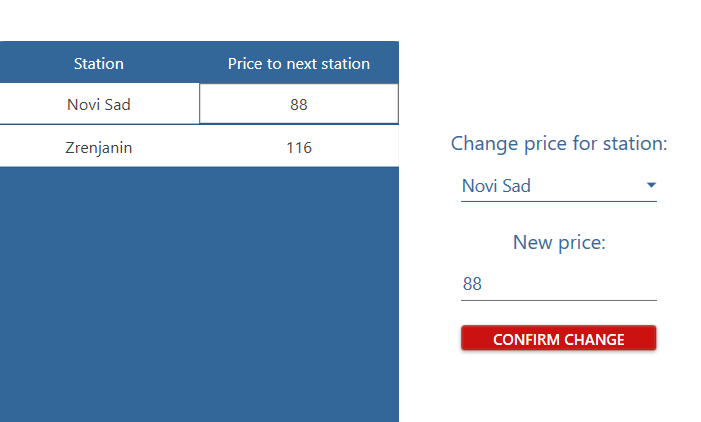 Station Price to next station
Novi Sad 88
Zrenjanin 116
Change price for station:
Novi Sad
New price:
88
CONFIRM CHANGE